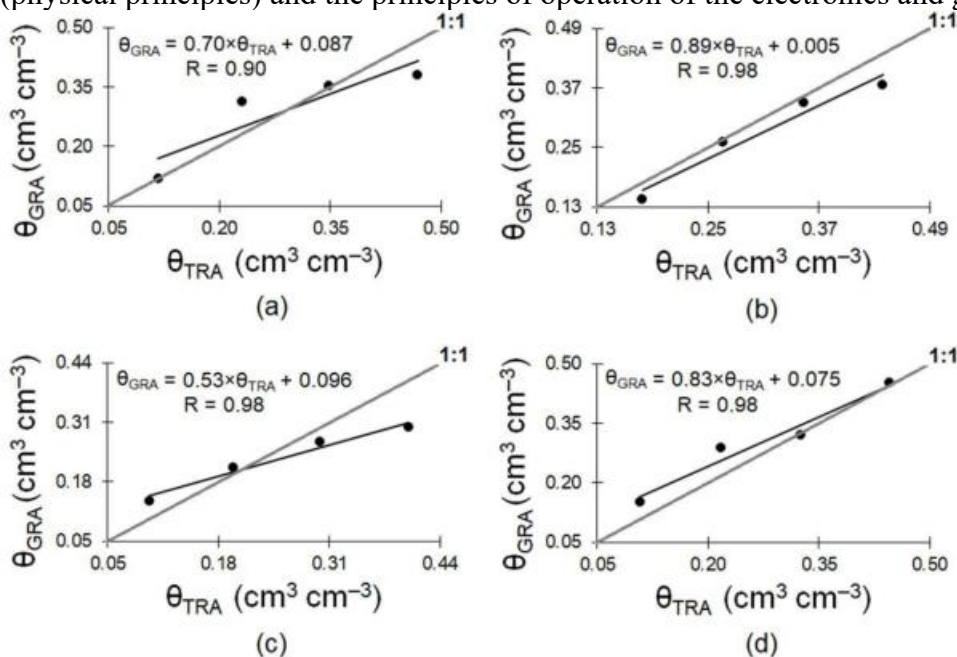 (physical principles) and the principles of operation of the electronics and g
0.50
0.35
0.20
0.05
θGRA (cm³ cm⁻³)
θGRA = 0.70×θTRA + 0.087
R = 0.90
1:1
0.05 0.20 0.35 0.50
θTRA (cm³ cm⁻³)
(a)
0.49
0.37
0.25
0.13
θGRA (cm³ cm⁻³)
θGRA = 0.89×θTRA + 0.005
R = 0.98
1:1
0.13 0.25 0.37 0.49
θTRA (cm³ cm⁻³)
(b)
0.44
0.31
0.18
0.05
θGRA (cm³ cm⁻³)
θGRA = 0.53×θTRA + 0.096
R = 0.98
1:1
0.05 0.18 0.31 0.44
θTRA (cm³ cm⁻³)
(c)
0.50
0.35
0.20
0.05
θGRA (cm³ cm⁻³)
θGRA = 0.83×θTRA + 0.075
R = 0.98
1:1
0.05 0.20 0.35 0.50
θTRA (cm³ cm⁻³)
(d)